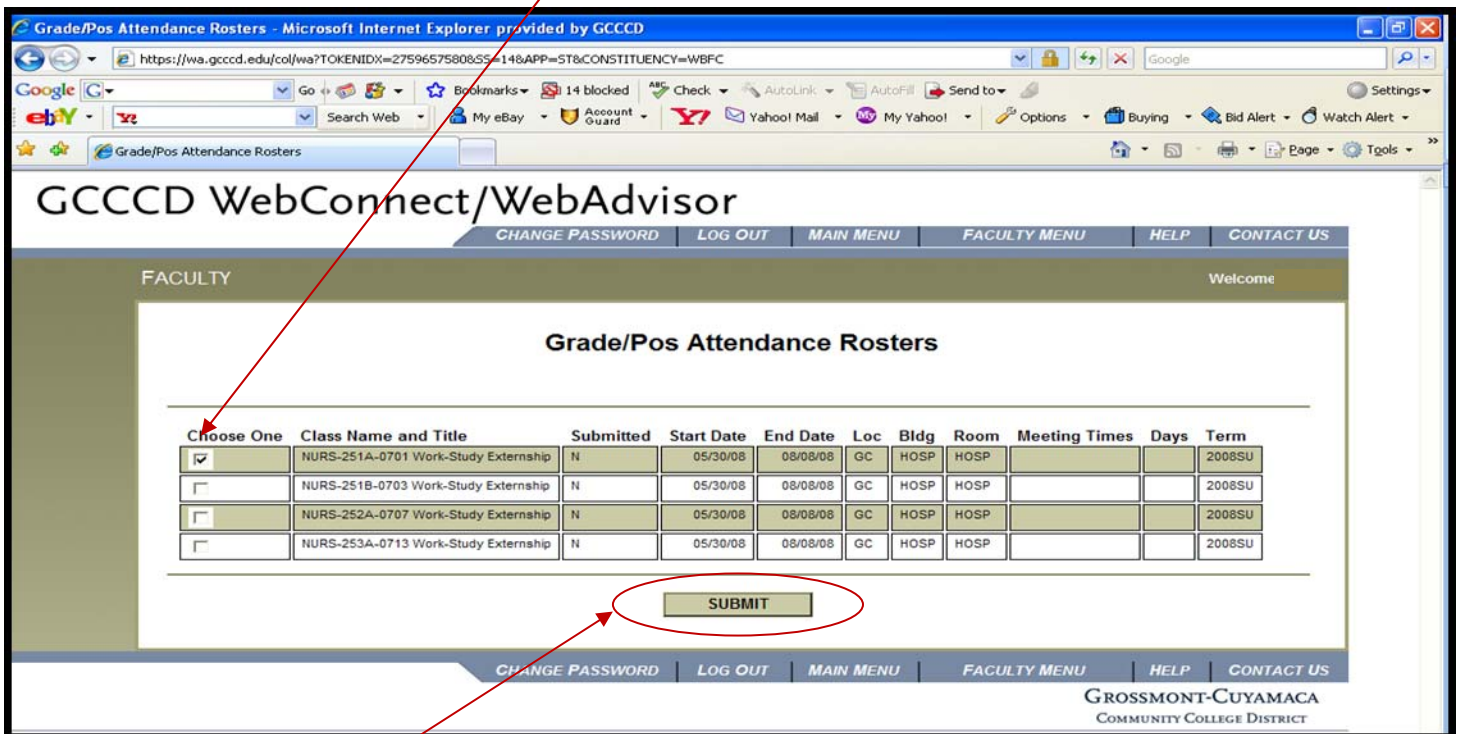 Grade/Pos Attendance Rosters - Microsoft Internet Explorer provided by GCCCD
https://wa.gcccd.edu/col/wa?TOKENIDX=2759657580&SS=14&APP=ST&CONSTITUENCY=WBFC Google
Google G Go Bookmarks 14 blocked ABC Check AutoLink AutoFill Send to Settings
ebY Y! Search Web My eBay Account Guard Y7 Yahoo! Mail My Yahoo! Options Buying Bid Alert Watch Alert
Grade/Pos Attendance Rosters Page Tools »
GCCCD WebConnect/WebAdvisor
CHANGE PASSWORD LOG OUT MAIN MENU FACULTY MENU HELP CONTACT US
FACULTY Welcome
Grade/Pos Attendance Rosters
Choose One Class Name and Title Submitted Start Date End Date Loc Bldg Room Meeting Times Days Term
NURS-251A-0701 Work-Study Externship N 05/30/08 08/08/08 GC HOSP HOSP 2008SU
NURS-251B-0703 Work-Study Externship N 05/30/08 08/08/08 GC HOSP HOSP 2008SU
NURS-252A-0707 Work-Study Externship N 05/30/08 08/08/08 GC HOSP HOSP 2008SU
NURS-253A-0713 Work-Study Externship N 05/30/08 08/08/08 GC HOSP HOSP 2008SU
SUBMIT
CHANGE PASSWORD LOG OUT MAIN MENU FACULTY MENU HELP CONTACT US
GROSSMONT-CUYAMACA
COMMUNITY COLLEGE DISTRICT